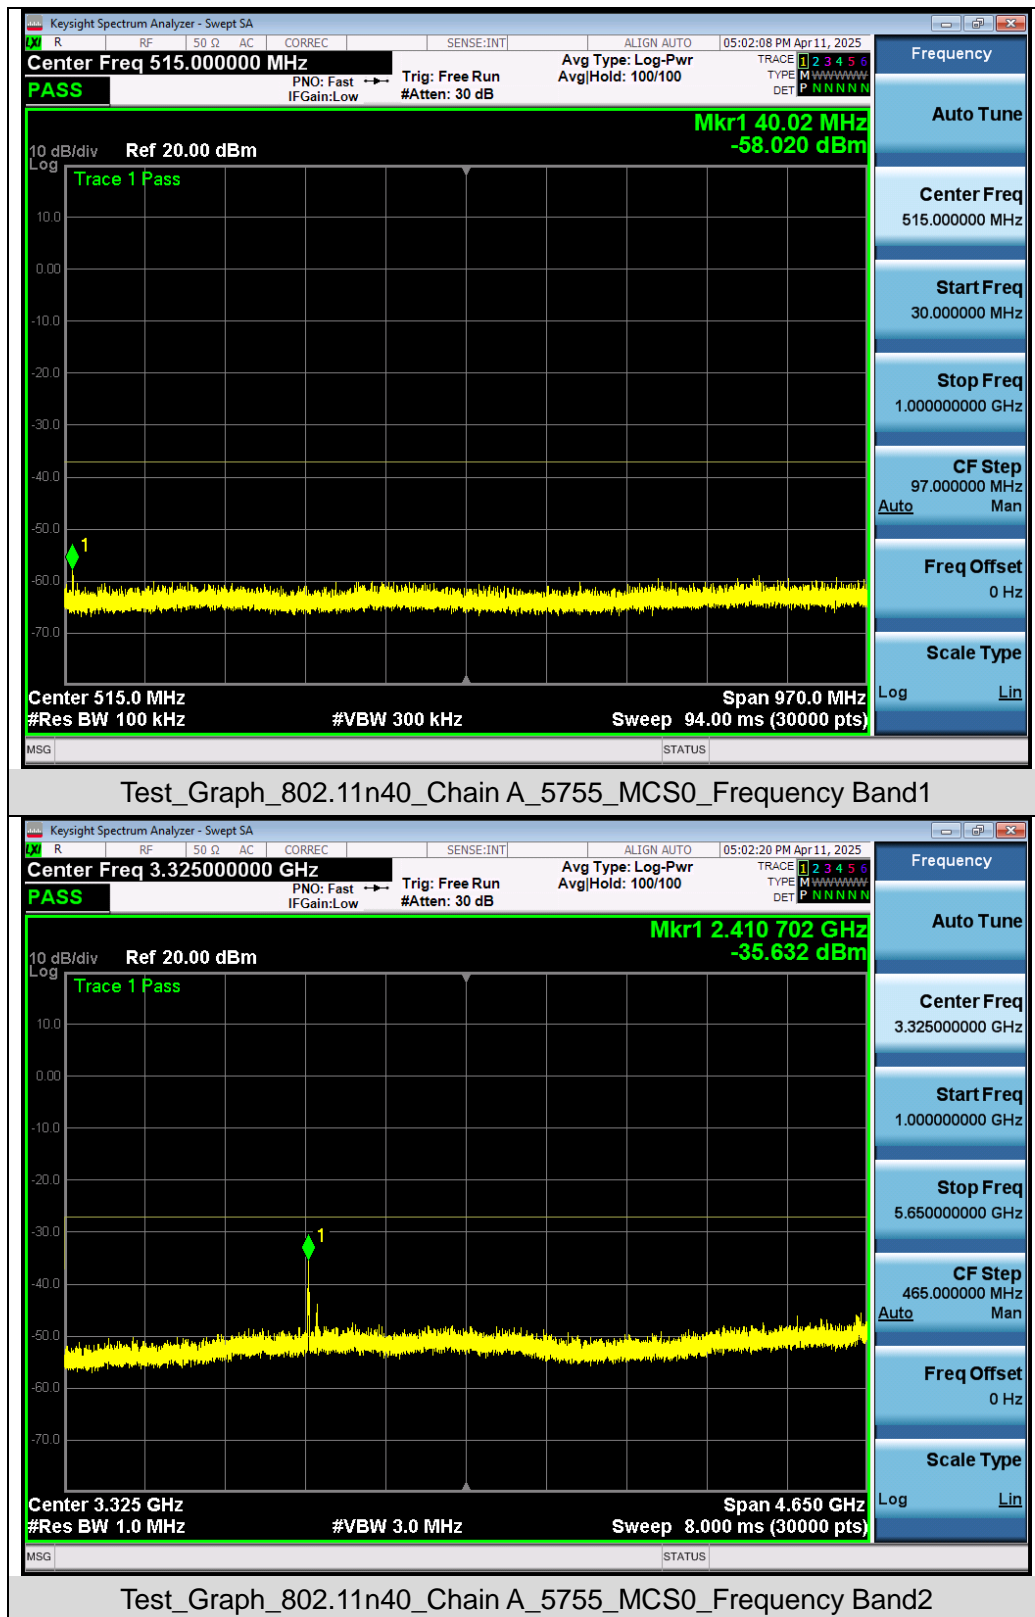 Keysight Spectrum Analyzer - Swept SA
LXI R RF 50 Ω AC CORREC SENSE:INT ALIGN AUTO 05:02:08 PM Apr 11, 2025
Center Freq 515.000000 MHz
PASS
PNO: Fast
IFGain:Low
Trig: Free Run
#Atten: 30 dB
Avg Type: Log-Pwr
Avg|Hold: 100/100
TRACE 1 2 3 4 5 6
TYPE M W W W W W
DET P N N N N N
Mkr1 40.02 MHz
-58.020 dBm
10 dB/div Ref 20.00 dBm
Log
Trace 1 Pass
10.0
0.00
-10.0
-20.0
-30.0
-40.0
-50.0
1
-60.0
-70.0
Center 515.0 MHz Span 970.0 MHz
#Res BW 100 kHz #VBW 300 kHz Sweep 94.00 ms (30000 pts)
MSG STATUS
Frequency
Auto Tune
Center Freq
515.000000 MHz
Start Freq
30.000000 MHz
Stop Freq
1.000000000 GHz
CF Step
97.000000 MHz
Auto Man
Freq Offset
0 Hz
Scale Type
Log Lin
Test_Graph_802.11n40_Chain A_5755_MCS0_Frequency Band1
Keysight Spectrum Analyzer - Swept SA
LXI R RF 50 Ω AC CORREC SENSE:INT ALIGN AUTO 05:02:20 PM Apr 11, 2025
Center Freq 3.325000000 GHz
PASS
PNO: Fast
IFGain:Low
Trig: Free Run
#Atten: 30 dB
Avg Type: Log-Pwr
Avg|Hold: 100/100
TRACE 1 2 3 4 5 6
TYPE M W W W W W
DET P N N N N N
Mkr1 2.410 702 GHz
-35.632 dBm
10 dB/div Ref 20.00 dBm
Log
Trace 1 Pass
10.0
0.00
-10.0
-20.0
-30.0
1
-40.0
-50.0
-60.0
-70.0
Center 3.325 GHz Span 4.650 GHz
#Res BW 1.0 MHz #VBW 3.0 MHz Sweep 8.000 ms (30000 pts)
MSG STATUS
Frequency
Auto Tune
Center Freq
3.325000000 GHz
Start Freq
1.000000000 GHz
Stop Freq
5.650000000 GHz
CF Step
465.000000 MHz
Auto Man
Freq Offset
0 Hz
Scale Type
Log Lin
Test_Graph_802.11n40_Chain A_5755_MCS0_Frequency Band2